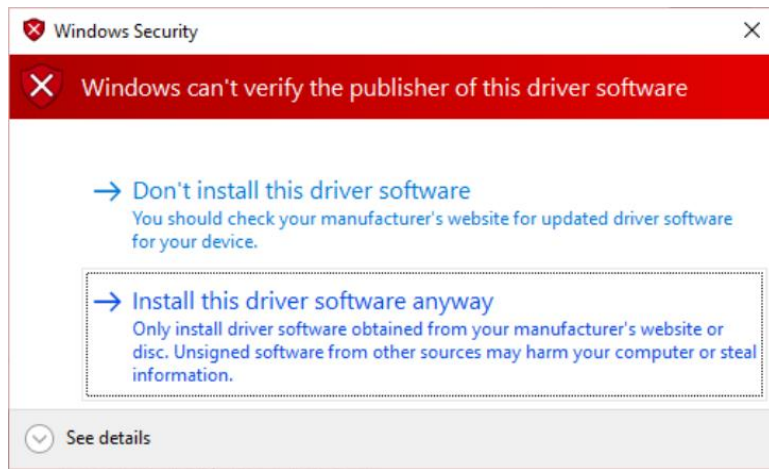 Windows Security
Windows can't verify the publisher of this driver software
Don't install this driver software
You should check your manufacturer's website for updated driver software
for your device.
Install this driver software anyway
Only install driver software obtained from your manufacturer's website or
disc. Unsigned software from other sources may harm your computer or steal
information.
See details